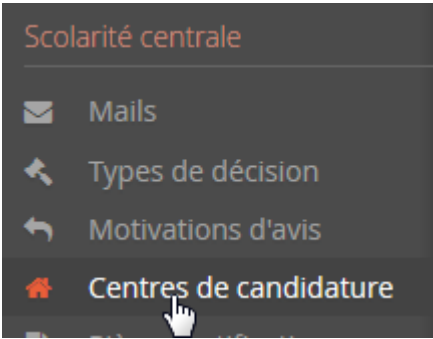 Scolarité centrale
Mails
Types de décision
Motivations d'avis
Centres de candidature